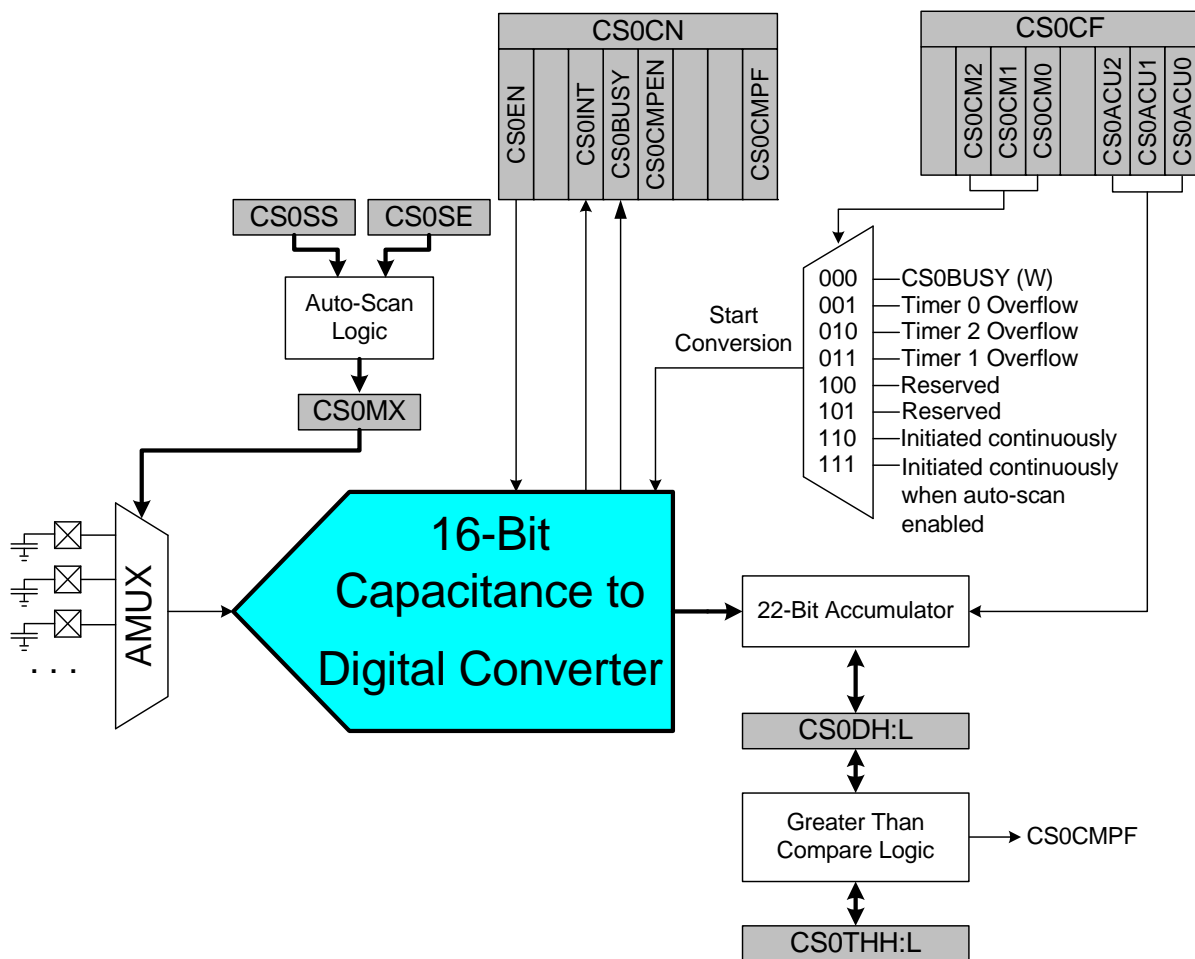 CS0CN
CS0EN
CS0INT
CS0BUSY
CS0CMPEN
CS0CMPF
CS0CF
CS0CM2
CS0CM1
CS0CM0
CS0ACU2
CS0ACU1
CS0ACU0
CS0SS
CS0SE
Auto-Scan
Logic
CS0MX
Start
Conversion
000
CS0BUSY (W)
001
Timer 0 Overflow
010
Timer 2 Overflow
011
Timer 1 Overflow
100
Reserved
101
Reserved
110
Initiated continuously
111
Initiated continuously
when auto-scan
enabled
AMUX
. . .
16-Bit
Capacitance to
Digital Converter
22-Bit Accumulator
CS0DH:L
Greater Than
Compare Logic
CS0CMPF
CS0THH:L